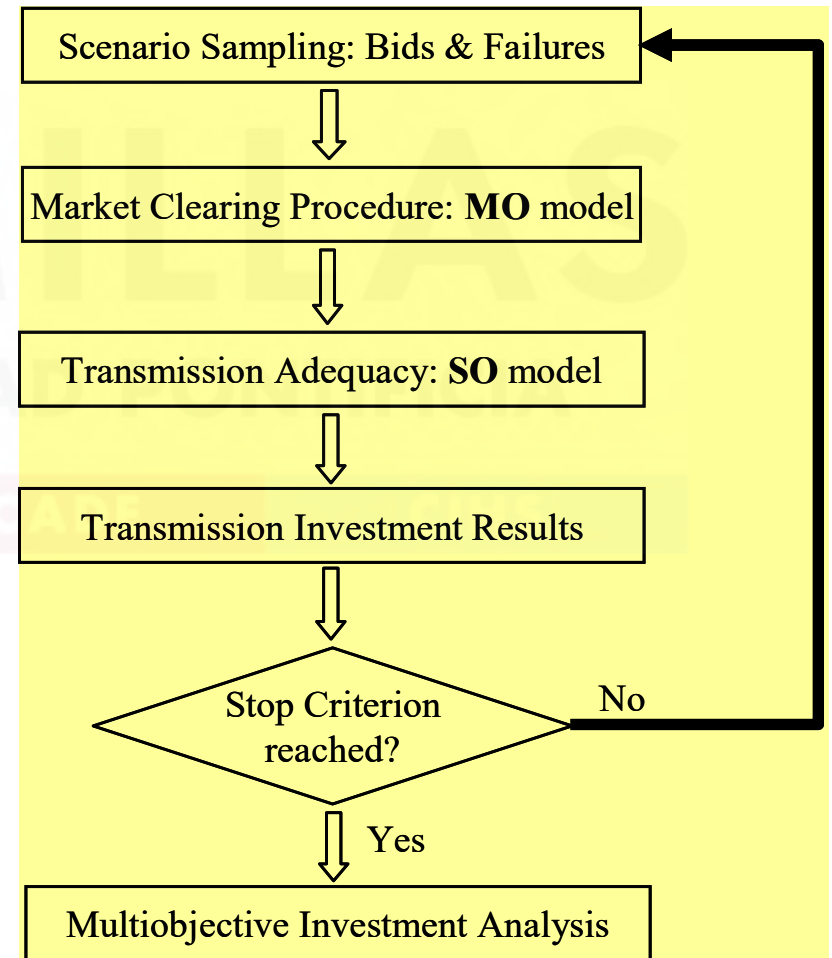 Scenario Sampling: Bids & Failures
Market Clearing Procedure: MO model
Transmission Adequacy: SO model
Transmission Investment Results
Stop Criterion
reached?
No
Yes
Multiobjective Investment Analysis